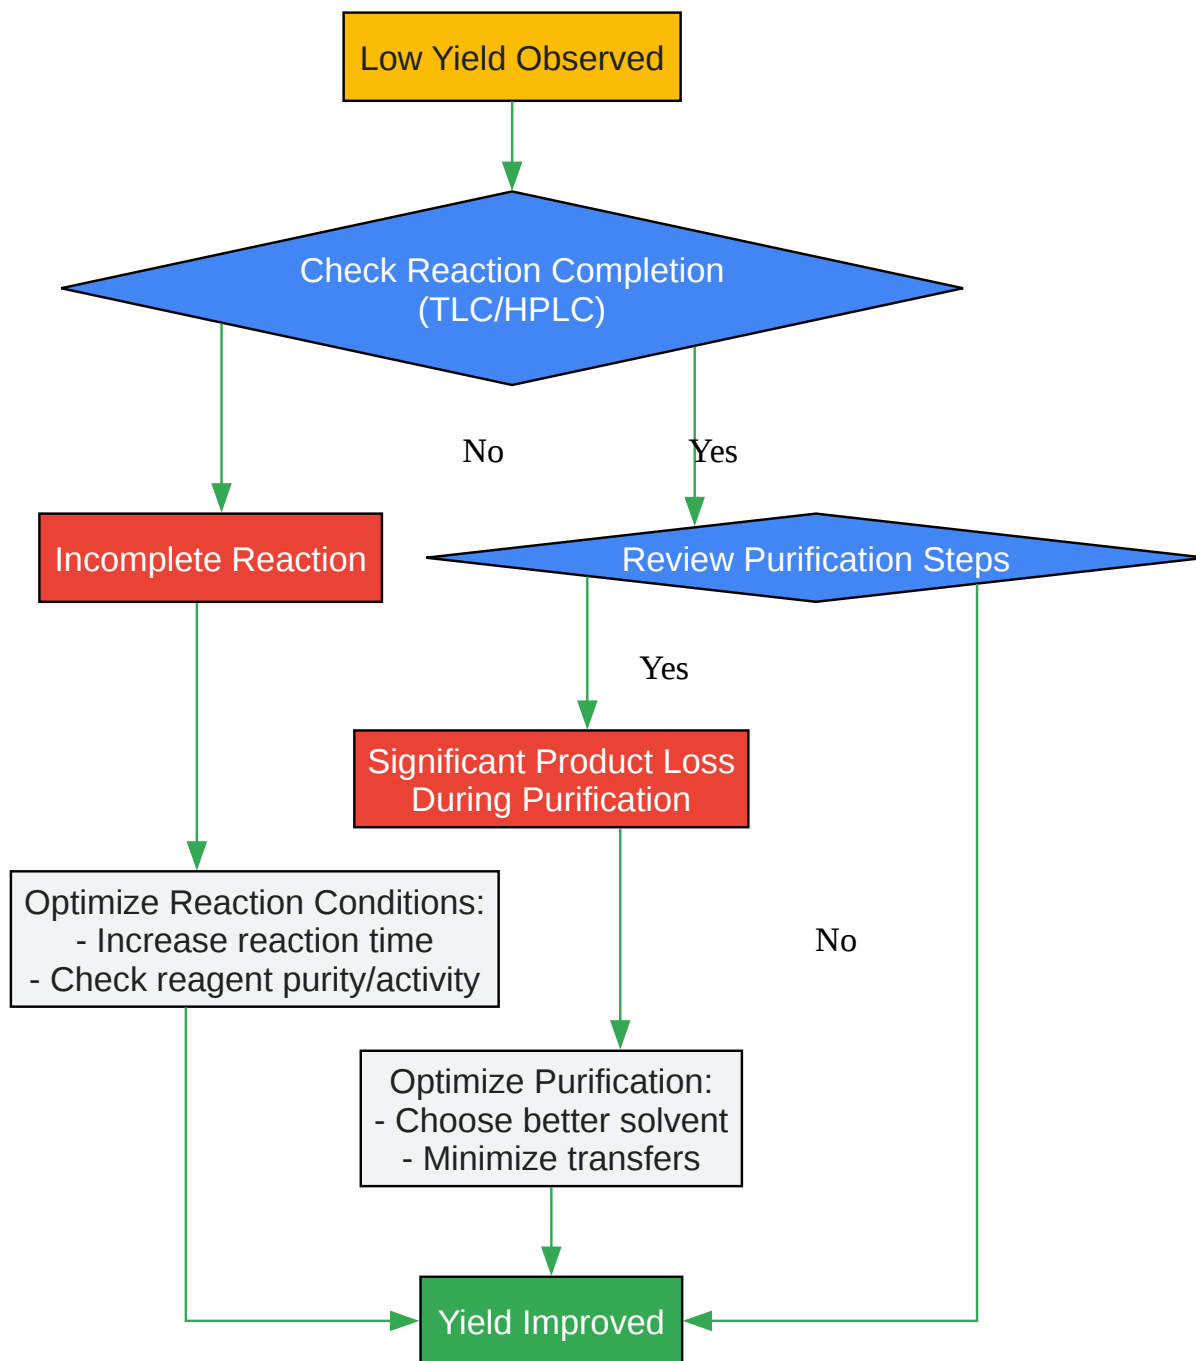 Low Yield Observed
Check Reaction Completion
(TLC/HPLC)
No
Yes
Incomplete Reaction
Review Purification Steps
Yes
Significant Product Loss
During Purification
Optimize Reaction Conditions:
- Increase reaction time
- Check reagent purity/activity
No
Optimize Purification:
- Choose better solvent
- Minimize transfers
Yield Improved